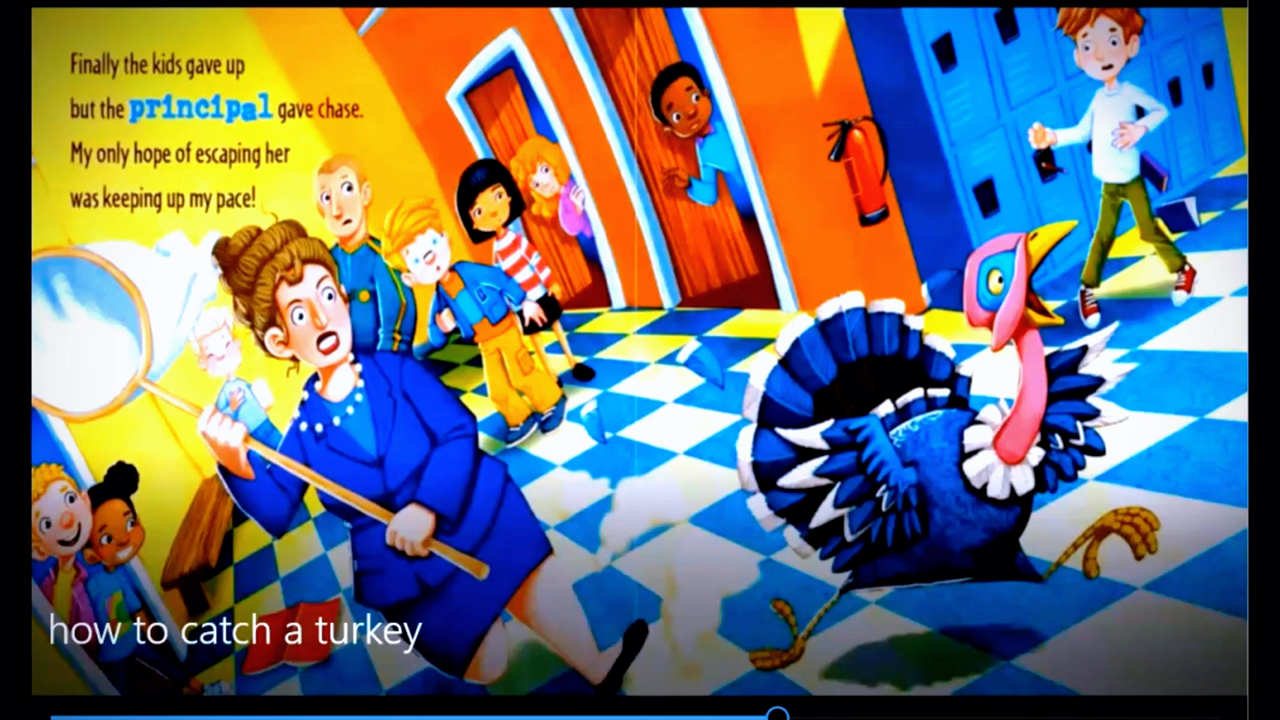 Finally the kids gave up
but the principal gave chase.
My only hope of escaping her
was keeping up my pace!
how to catch a turkey